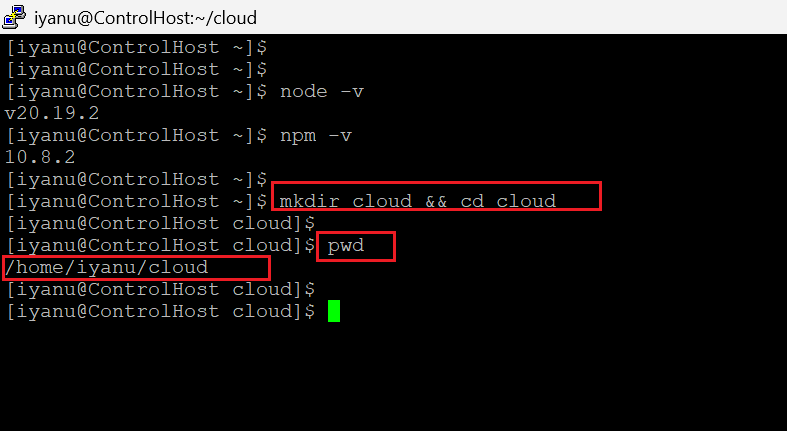 iyanu@ControlHost:~/cloud
[iyanu@ControlHost ~]$
[iyanu@ControlHost ~]$
[iyanu@ControlHost ~]$ node -v
v20.19.2
[iyanu@ControlHost ~]$ npm -v
10.8.2
[iyanu@ControlHost ~]$
[iyanu@ControlHost ~]$ mkdir cloud && cd cloud
[iyanu@ControlHost cloud]$
[iyanu@ControlHost cloud]$ pwd
/home/iyanu/cloud
[iyanu@ControlHost cloud]$
[iyanu@ControlHost cloud]$